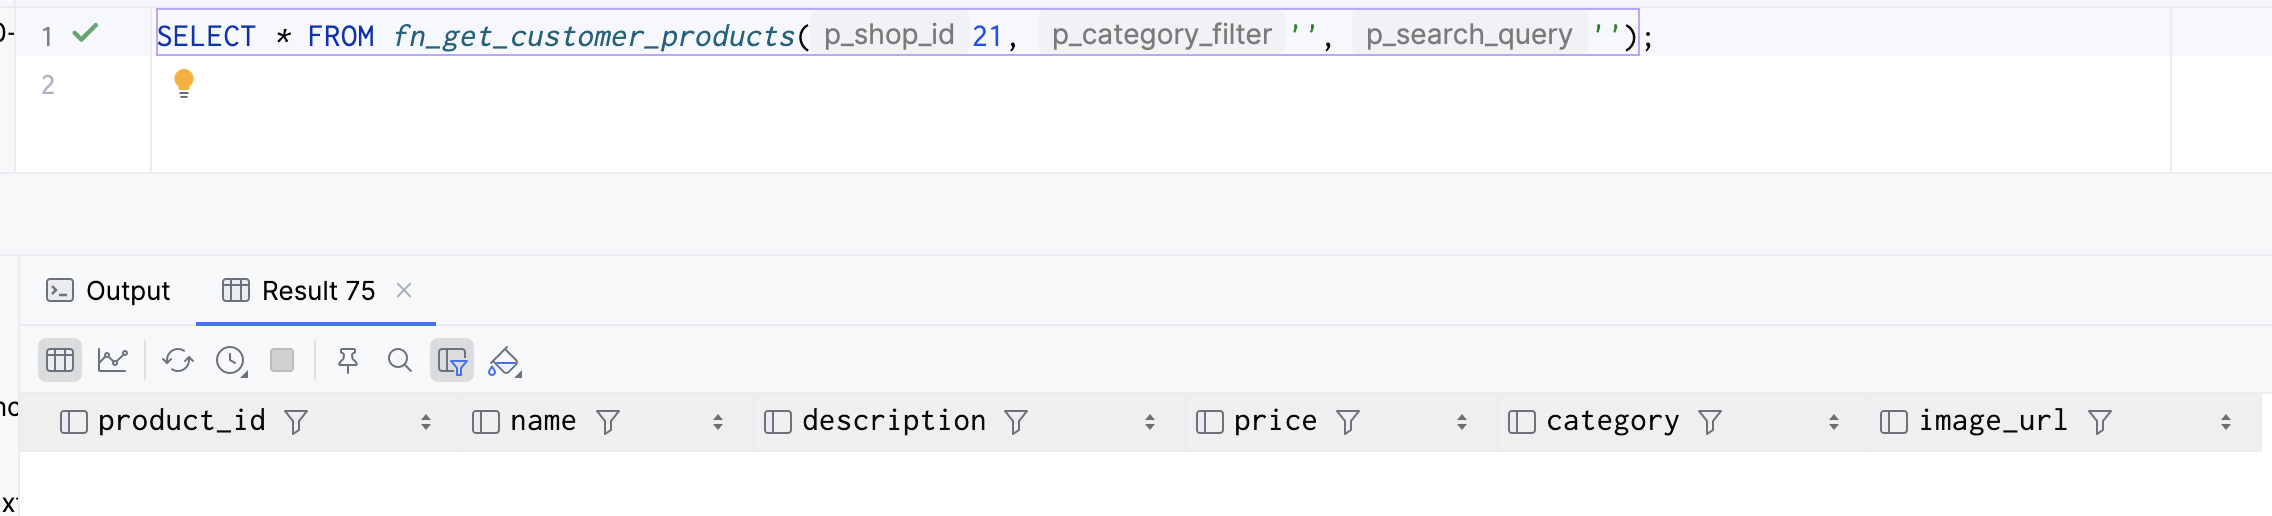 1 SELECT * FROM fn_get_customer_products( p_shop_id 21, p_category_filter '', p_search_query '');
2
Output Result 75
product_id name description price category image_url